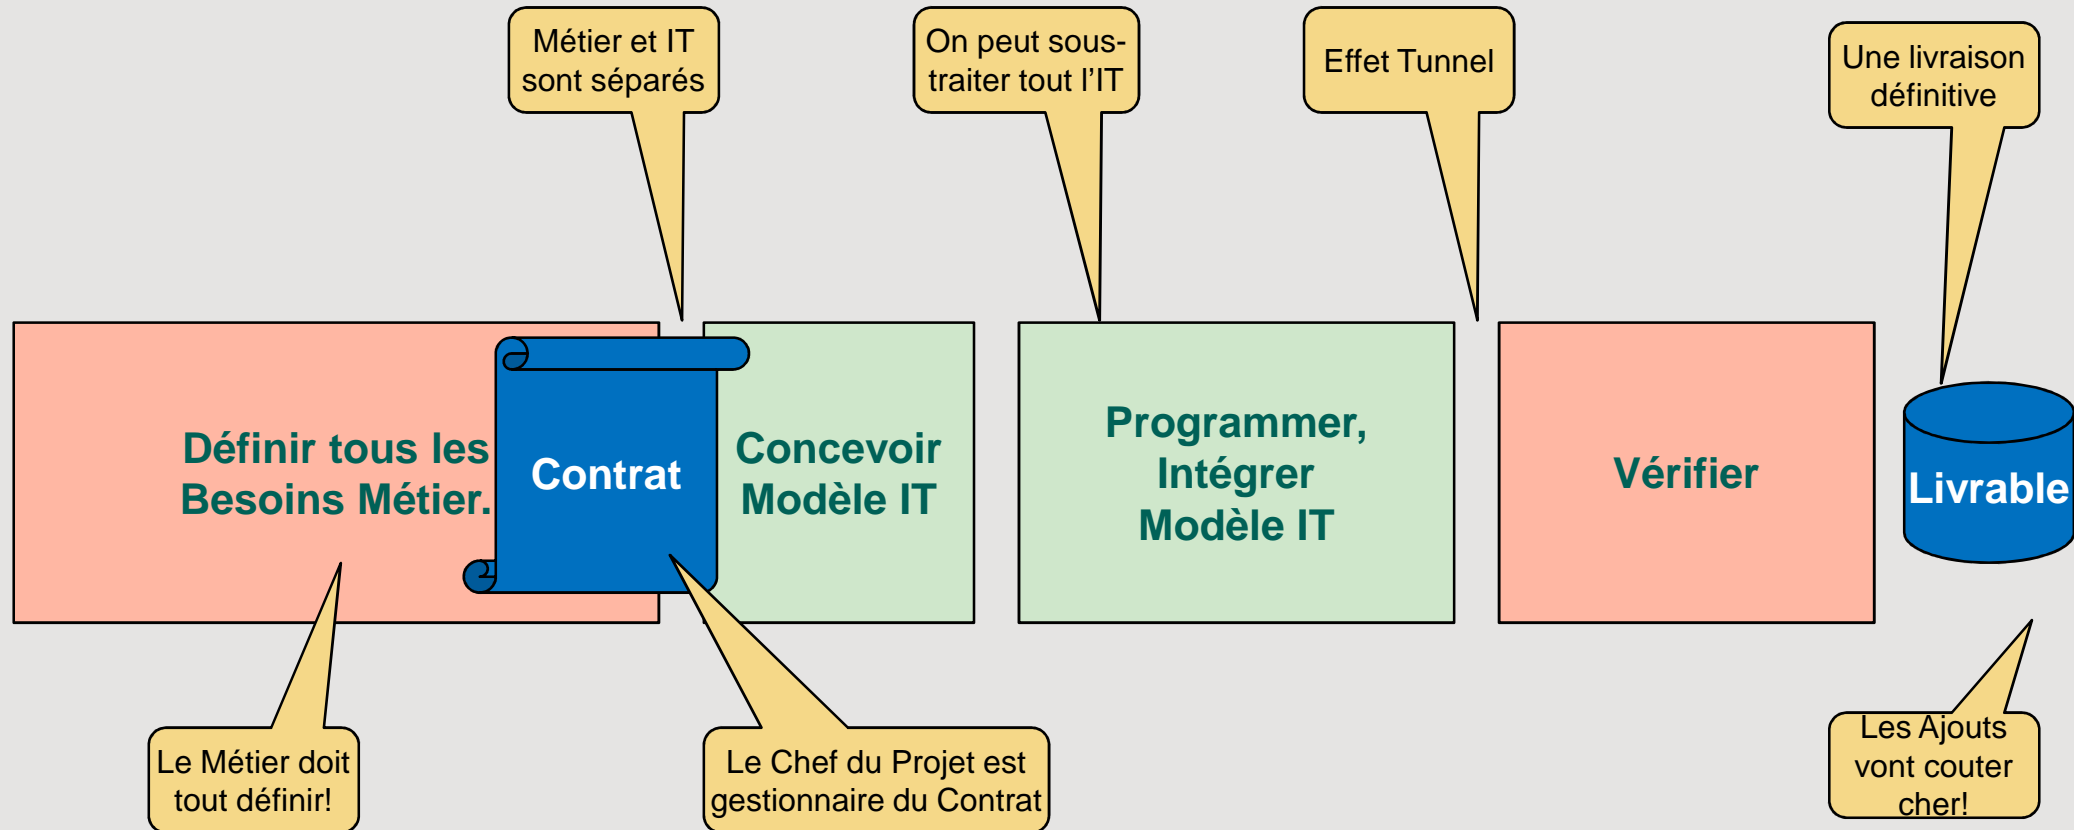 Métier et IT
sont séparés
On peut sous-
traiter tout l’IT
Effet Tunnel
Une livraison
définitive
Définir tous les
Besoins Métier.
Contrat
Concevoir
Modèle IT
Programmer,
Intégrer
Modèle IT
Vérifier
Livrable
Le Métier doit
tout définir!
Le Chef du Projet est
gestionnaire du Contrat
Les Ajouts
vont couter
cher!